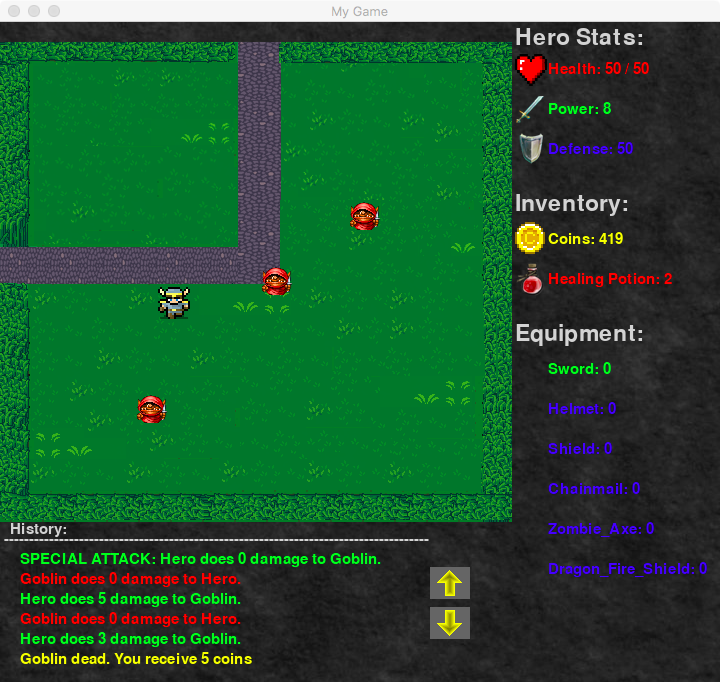 My Game
Hero Stats:
Health: 50 / 50
Power: 8
Defense: 50
Inventory:
Coins: 419
Healing Potion: 2
Equipment:
Sword: 0
Helmet: 0
Shield: 0
Chainmail: 0
Zombie_Axe: 0
Dragon_Fire_Shield: 0
History:
SPECIAL ATTACK: Hero does 0 damage to Goblin.
Goblin does 0 damage to Hero.
Hero does 5 damage to Goblin.
Goblin does 0 damage to Hero.
Hero does 3 damage to Goblin.
Goblin dead. You receive 5 coins